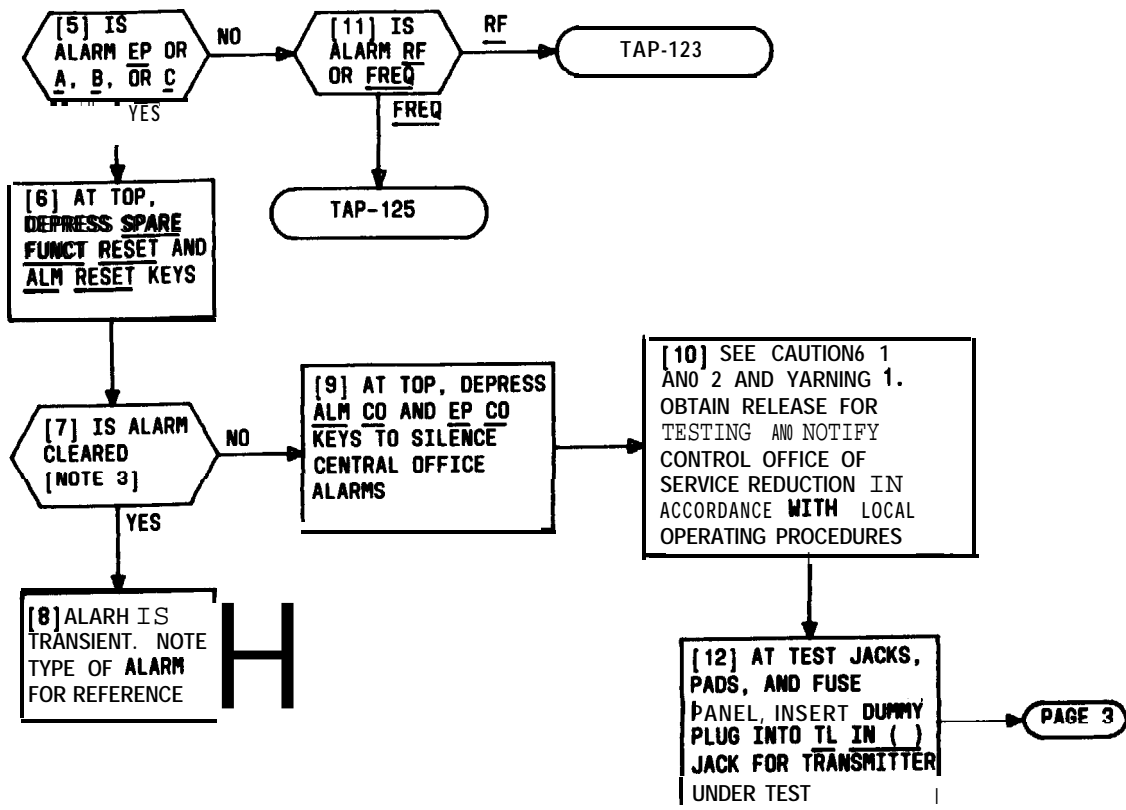 [5] IS
ALARM EP OR
A, B, OR C
NO
YES
[11] IS
ALARM RF
OR FREQ
RF
TAP-123
FREQ
TAP-125
[6] AT TOP,
DEPRESS SPARE
FUNCT RESET AND
ALM RESET KEYS
[7] IS ALARM
CLEARED
[NOTE 3]
NO
YES
[8] ALARH IS
TRANSIENT. NOTE
TYPE OF ALARM
FOR REFERENCE
[9] AT TOP, DEPRESS
ALM CO AND EP CO
KEYS TO SILENCE
CENTRAL OFFICE
ALARMS
[10] SEE CAUTION6 1
AN0 2 AND YARNING 1.
OBTAIN RELEASE FOR
TESTING AND NOTIFY
CONTROL OFFICE OF
SERVICE REDUCTION IN
ACCORDANCE WITH LOCAL
OPERATING PROCEDURES
[12] AT TEST JACKS,
PADS, AND FUSE
PANEL, INSERT DUMMY
PLUG INTO TL IN ( )
JACK FOR TRANSMITTER
UNDER TEST
PAGE 3